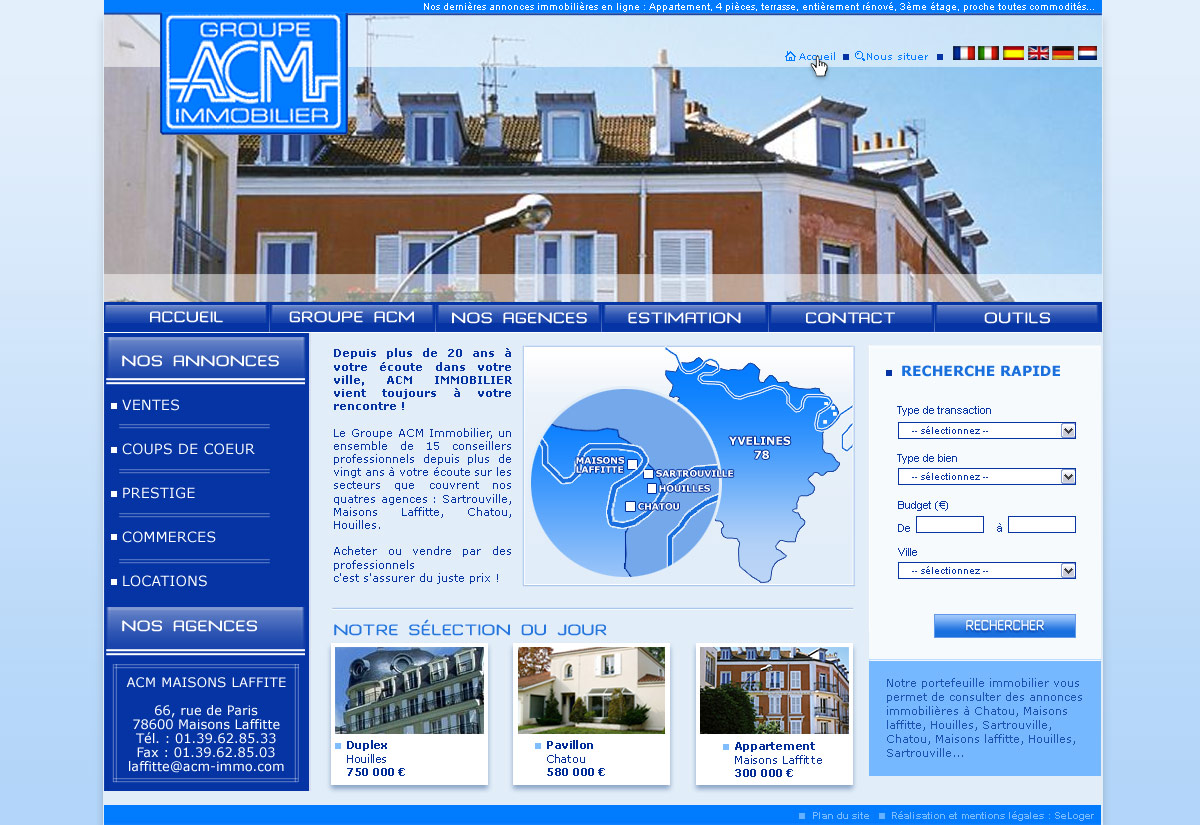 Nos dernières annonces immobilières en ligne : Appartement, 4 pièces, terrasse, entièrement rénové, 3ème étage, proche toutes commodités...
GROUPE
ACM
IMMOBILIER
Accueil
Nous situer
ACCUEIL
GROUPE ACM
NOS AGENCES
ESTIMATION
CONTACT
OUTILS
NOS ANNONCES
VENTES
COUPS DE COEUR
PRESTIGE
COMMERCES
LOCATIONS
NOS AGENCES
ACM MAISONS LAFFITE
66, rue de Paris
78600 Maisons Laffitte
Tél. : 01.39.62.85.33
Fax : 01.39.62.85.03
laffitte@acm-immo.com
Depuis plus de 20 ans à
votre écoute dans votre
ville, ACM IMMOBILIER
vient toujours à votre
rencontre !
Le Groupe ACM Immobilier, un
ensemble de 15 conseillers
professionnels depuis plus de
vingt ans à votre écoute sur les
secteurs que couvrent nos
quatres agences : Sartrouville,
Maisons Laffitte, Chatou,
Houilles.
Acheter ou vendre par des
professionnels
c'est s'assurer du juste prix !
YVELINES
78
MAISONS
LAFFITTE
SARTROUVILLE
HOUILLES
CHATOU
NOTRE SÉLECTION DU JOUR
Duplex
Houilles
750 000 €
Pavillon
Chatou
580 000 €
Appartement
Maisons Laffitte
300 000 €
RECHERCHE RAPIDE
Type de transaction
-- sélectionnez --
Type de bien
-- sélectionnez --
Budget (€)
De
à
Ville
-- sélectionnez --
RECHERCHER
Notre portefeuille immobilier vous
permet de consulter des annonces
immobilières à Chatou, Maisons
laffitte, Houilles, Sartrouville,
Chatou, Maisons laffitte, Houilles,
Sartrouville...
Plan du site
Réalisation et mentions légales : SeLoger